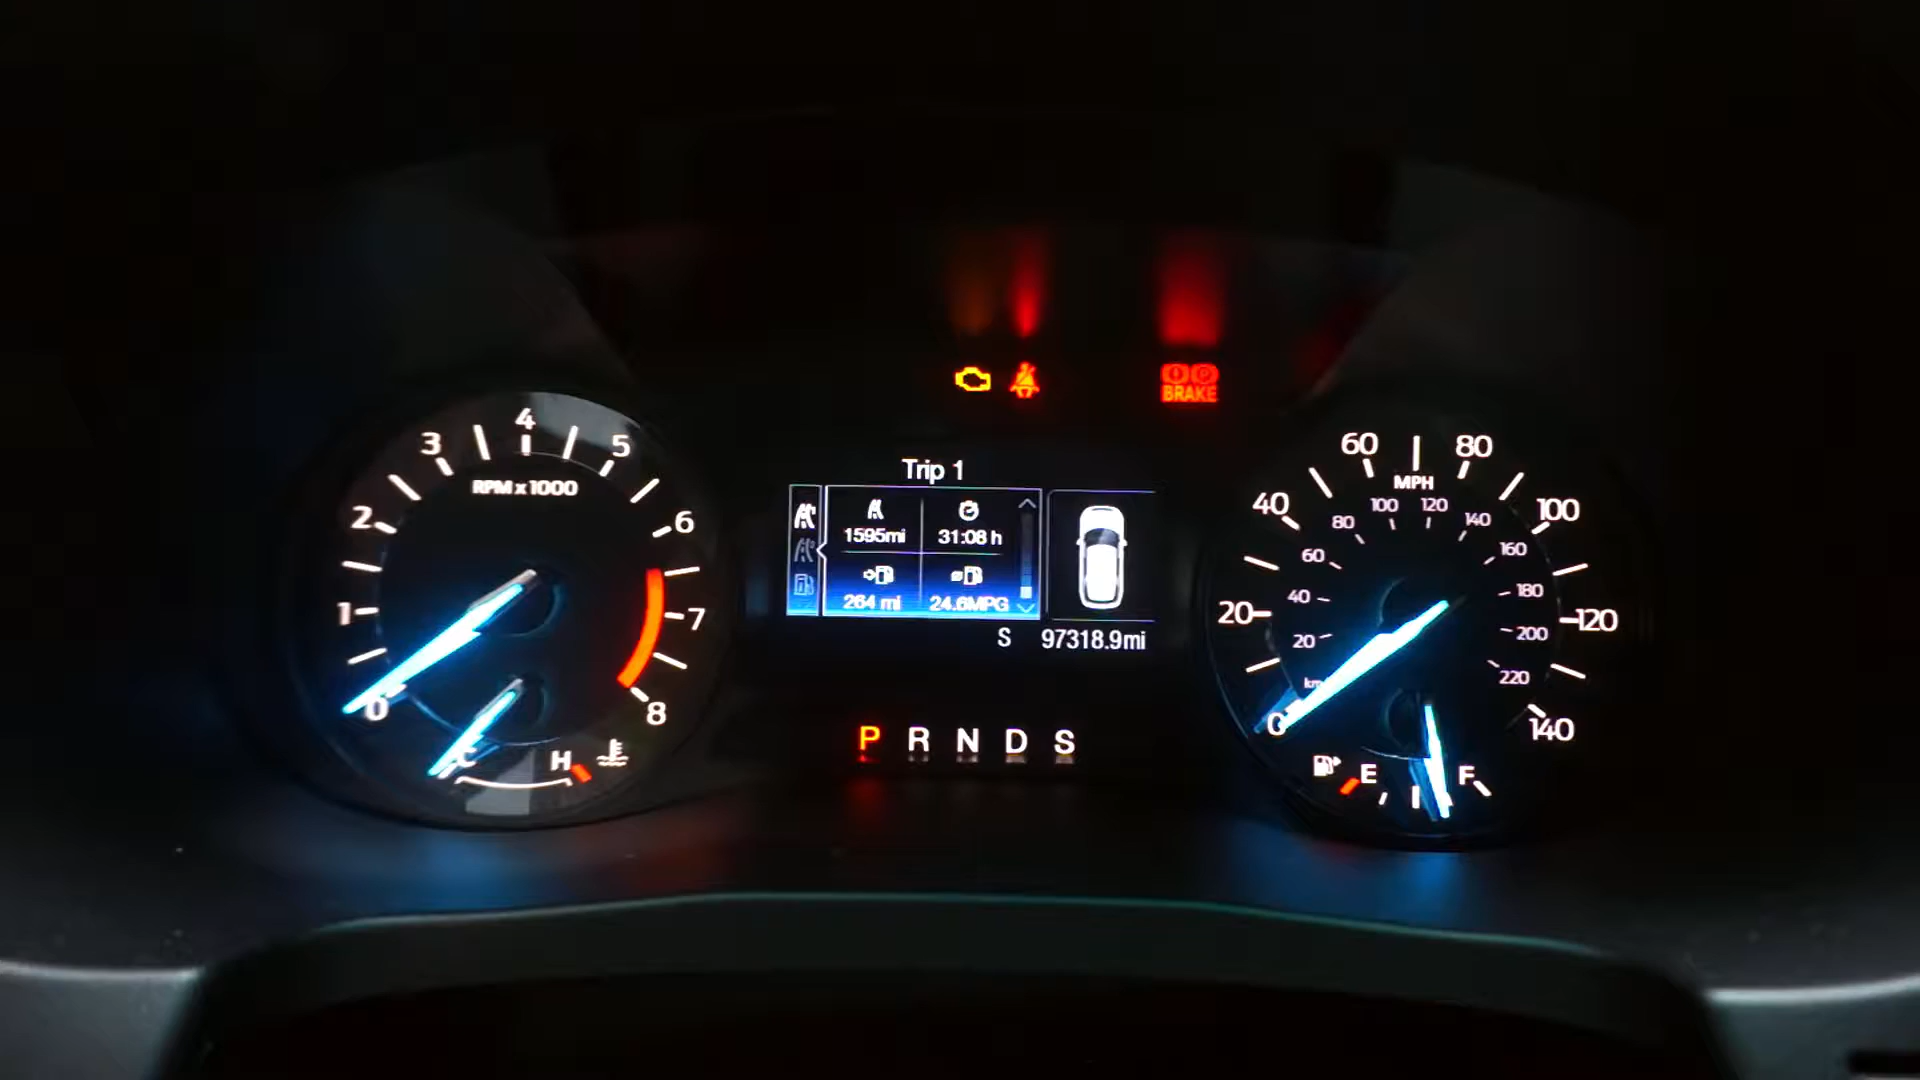 BRAKE
0
1
2
3
4
5
6
7
8
RPM x 1000
C
H
Trip 1
1595mi
31:08 h
264 mi
24.6MPG
S
97318.9mi
P R N D S
0
20
40
60
80
100
120
140
MPH
20
40
60
80
100
120
140
160
180
200
220
E
F